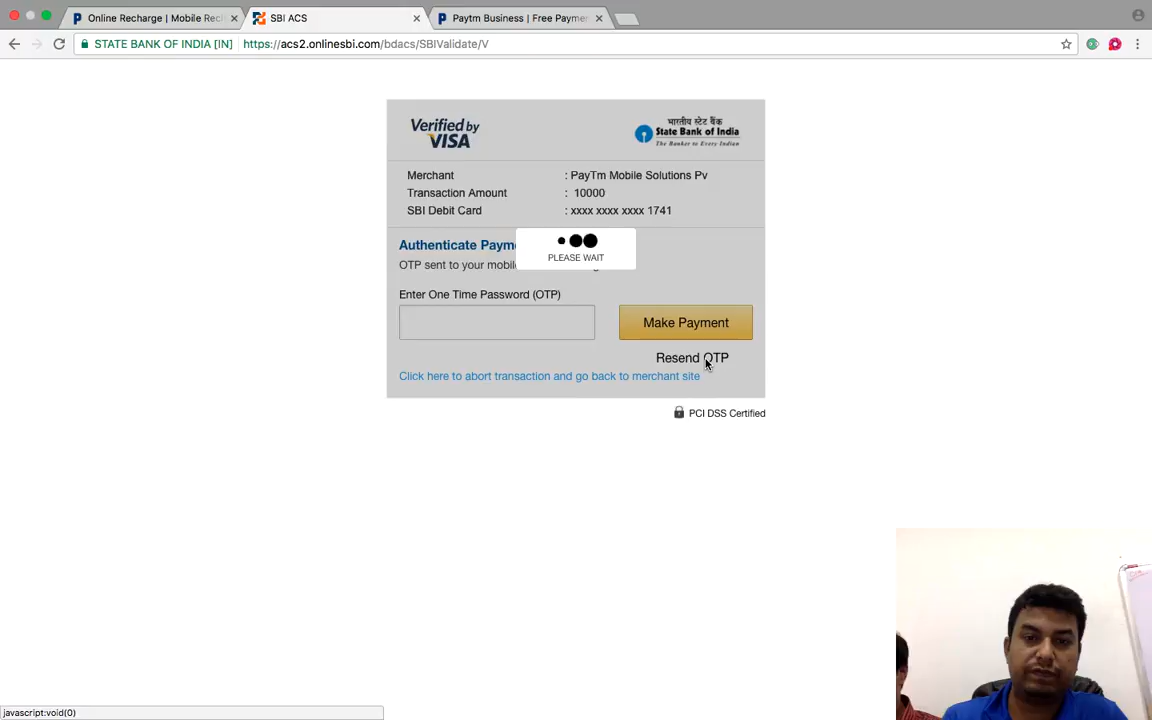 Online Recharge | Mobile Rec
SBI ACS
Paytm Business | Free Payme
STATE BANK OF INDIA [IN]
https://acs2.onlinesbi.com/bdacs/SBIValidate/V
Verified by
VISA
भारतीय स्टेट बैंक
State Bank of India
The Banker to Every Indian
Merchant : PayTm Mobile Solutions Pv
Transaction Amount : 10000
SBI Debit Card : xxxx xxxx xxxx 1741
Authenticate Payme
PLEASE WAIT
OTP sent to your mobil
Enter One Time Password (OTP)
Make Payment
Resend OTP
Click here to abort transaction and go back to merchant site
PCI DSS Certified
javascript:void(0)